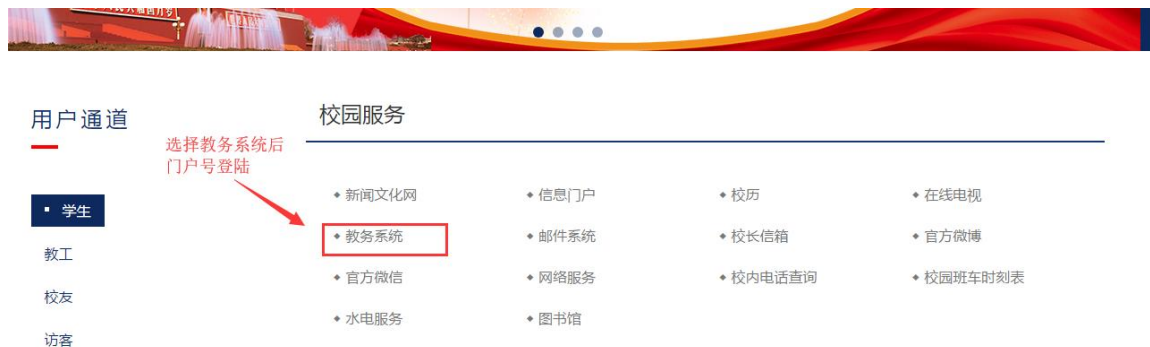 用户通道
校园服务
选择教务系统后
门户号登陆
学生
教工
校友
访客
新闻文化网 信息门户 校历 在线电视
教务系统 邮件系统 校长信箱 官方微博
官方微信 网络服务 校内电话查询 校园班车时刻表
水电服务 图书馆